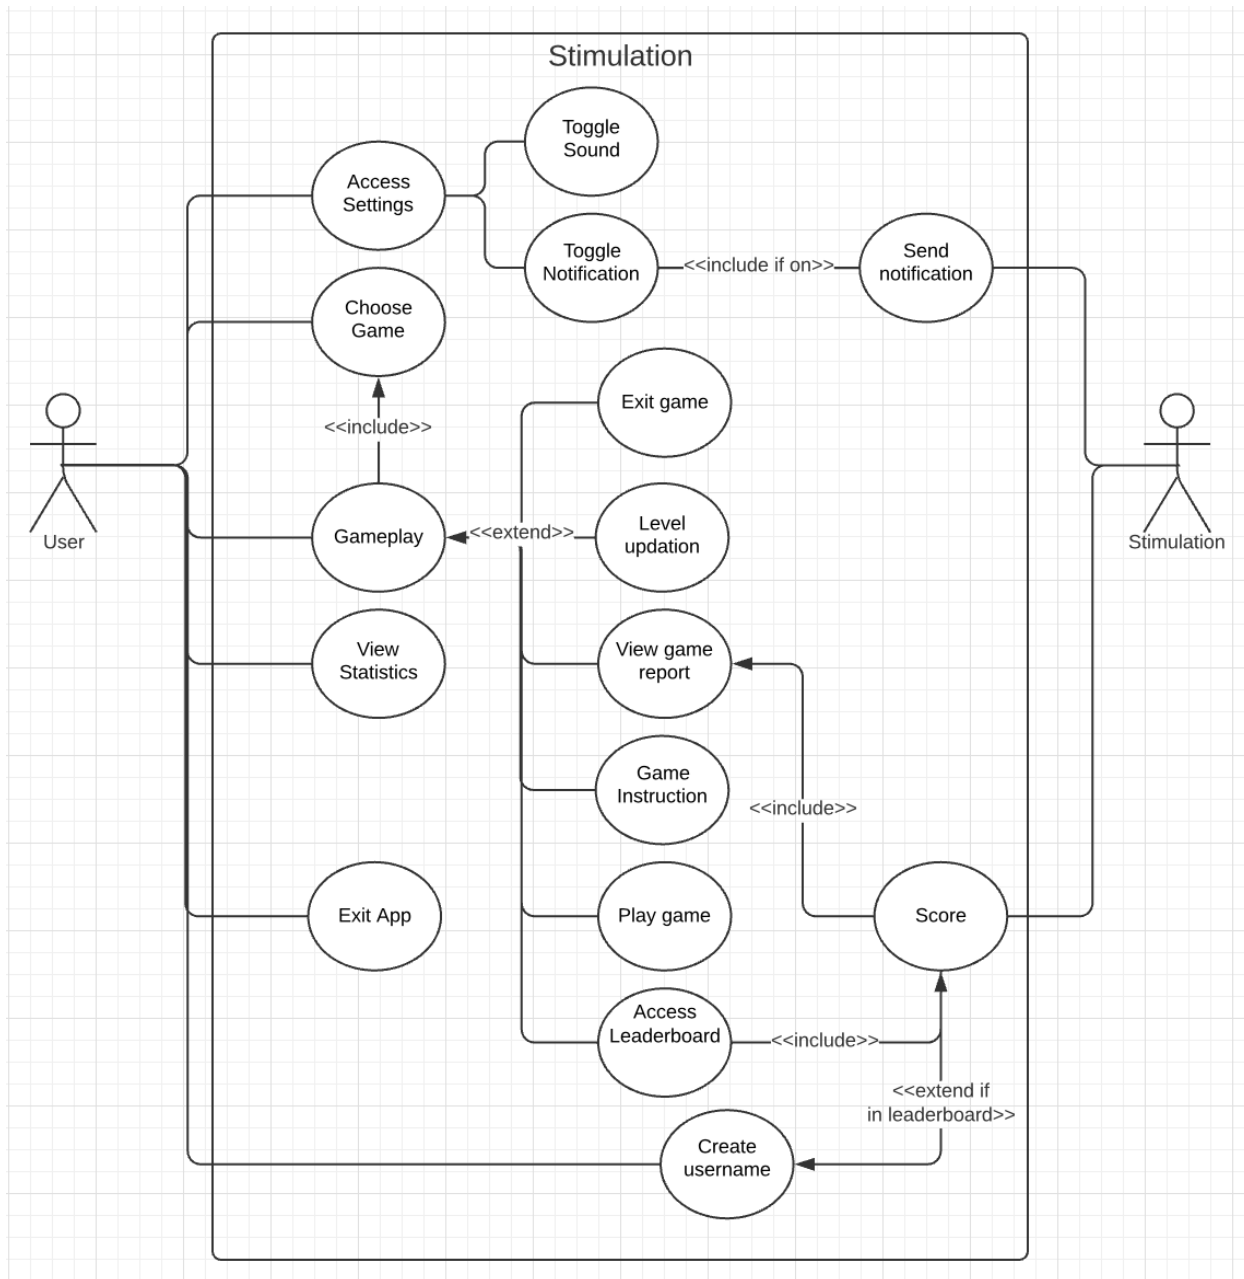 Stimulation
Toggle
Sound
Access
Settings
Toggle
Notification
<<include if on>>
Send
notification
Choose
Game
<<include>>
Exit game
User
Gameplay
<<extend>>
Level
updation
Stimulation
View
Statistics
View game
report
Game
Instruction
<<include>>
Exit App
Play game
Score
Access
Leaderboard
<<include>>
<<extend if
in leaderboard>>
Create
username